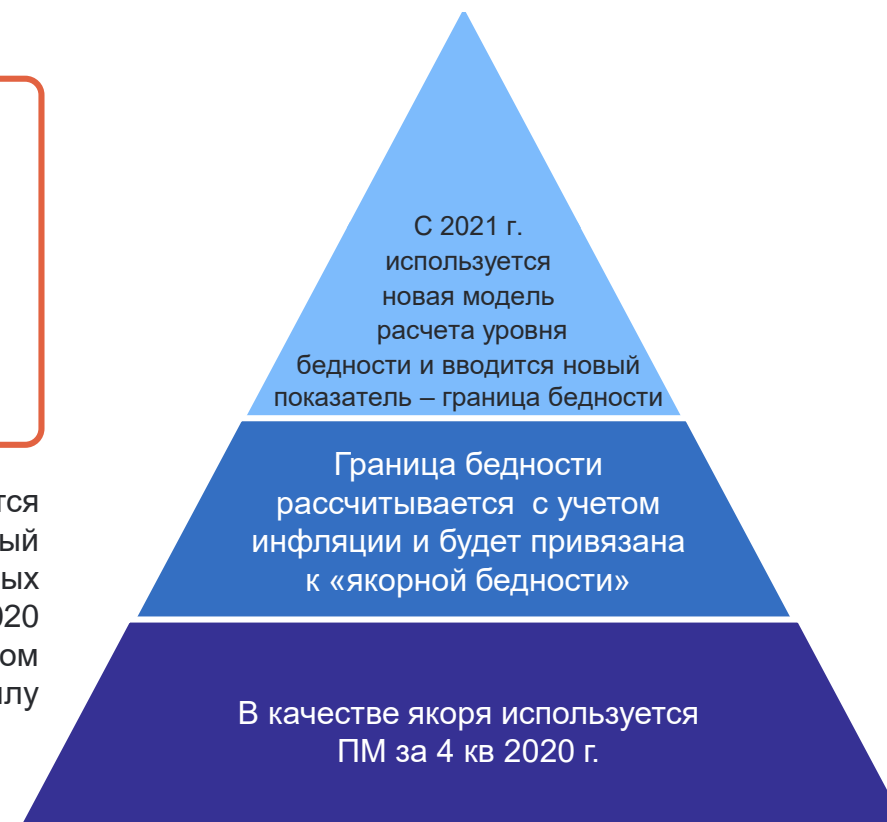 С 2021 г.
используется
новая модель
расчета уровня
бедности и вводится новый
показатель – граница бедности
Граница бедности
рассчитывается с учетом
инфляции и будет привязана
к «якорной бедности»
В качестве якоря используется
ПМ за 4 кв 2020 г.